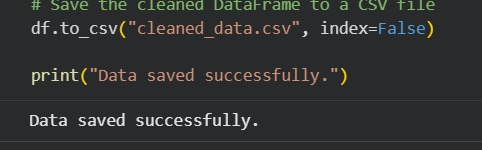 # Save the cleaned DataFrame to a CSV file
df.to_csv("cleaned_data.csv", index=False)
print("Data saved successfully.")
Data saved successfully.